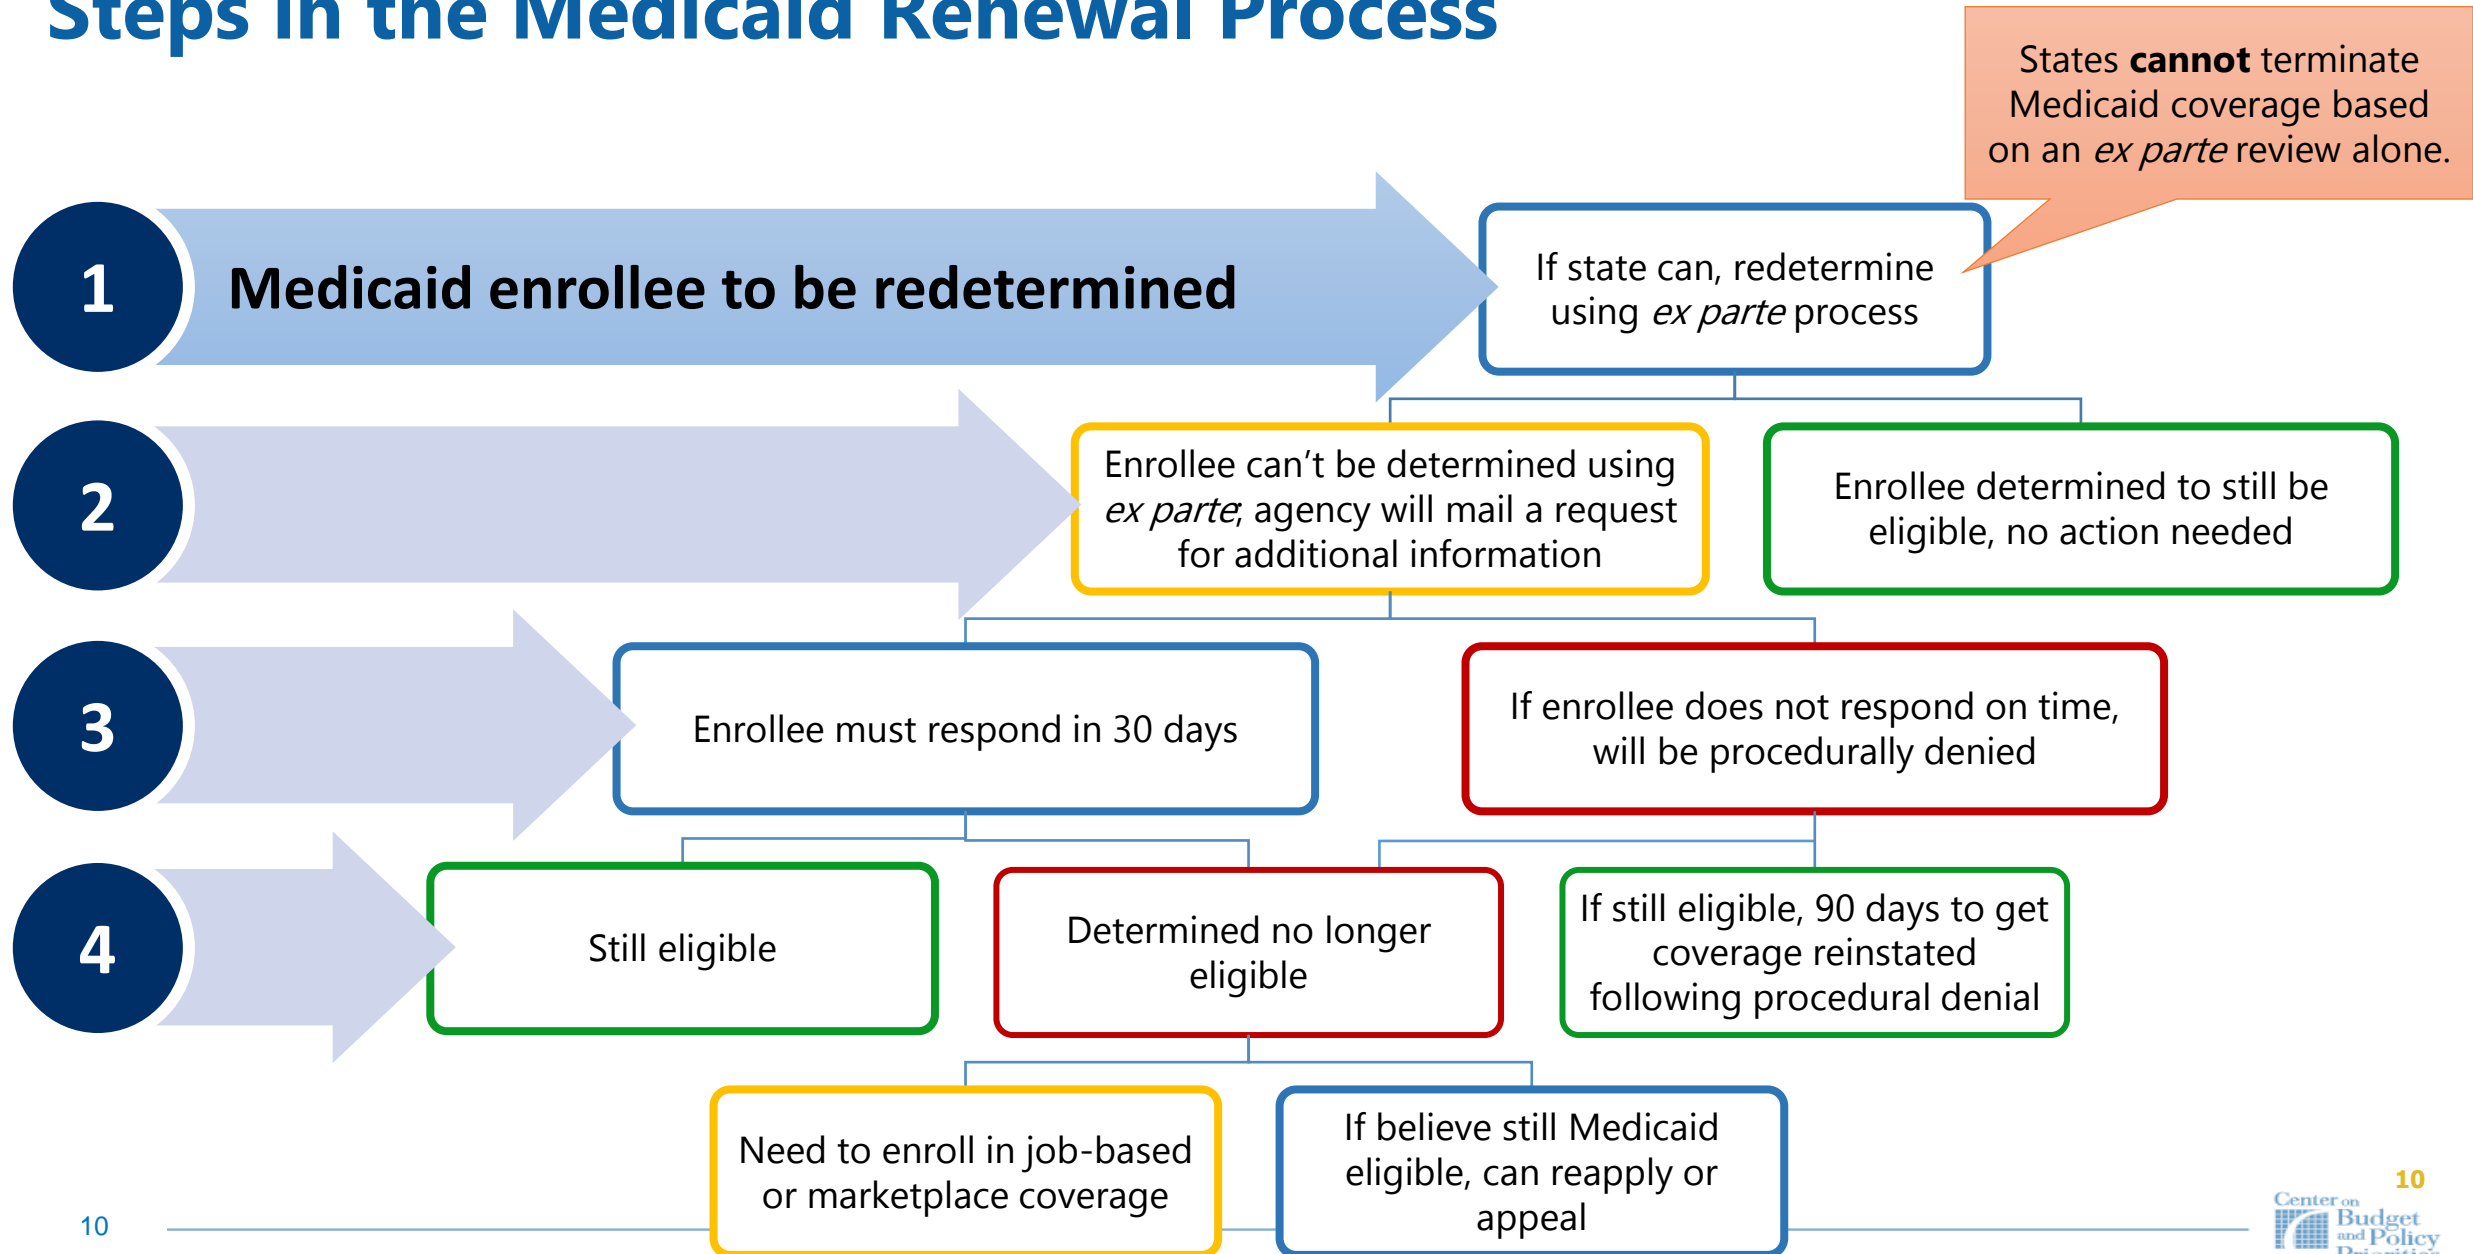 Steps in the Medicaid Renewal Process
States cannot terminate
Medicaid coverage based
on an ex parte review alone.
1
Medicaid enrollee to be redetermined
If state can, redetermine
using ex parte process
2
Enrollee can’t be determined using
ex parte; agency will mail a request
for additional information
Enrollee determined to still be
eligible, no action needed
3
Enrollee must respond in 30 days
If enrollee does not respond on time,
will be procedurally denied
4
Still eligible
Determined no longer
eligible
If still eligible, 90 days to get
coverage reinstated
following procedural denial
Need to enroll in job-based
or marketplace coverage
If believe still Medicaid
eligible, can reapply or
appeal
10
10
Center on
Budget
and Policy
Priorities